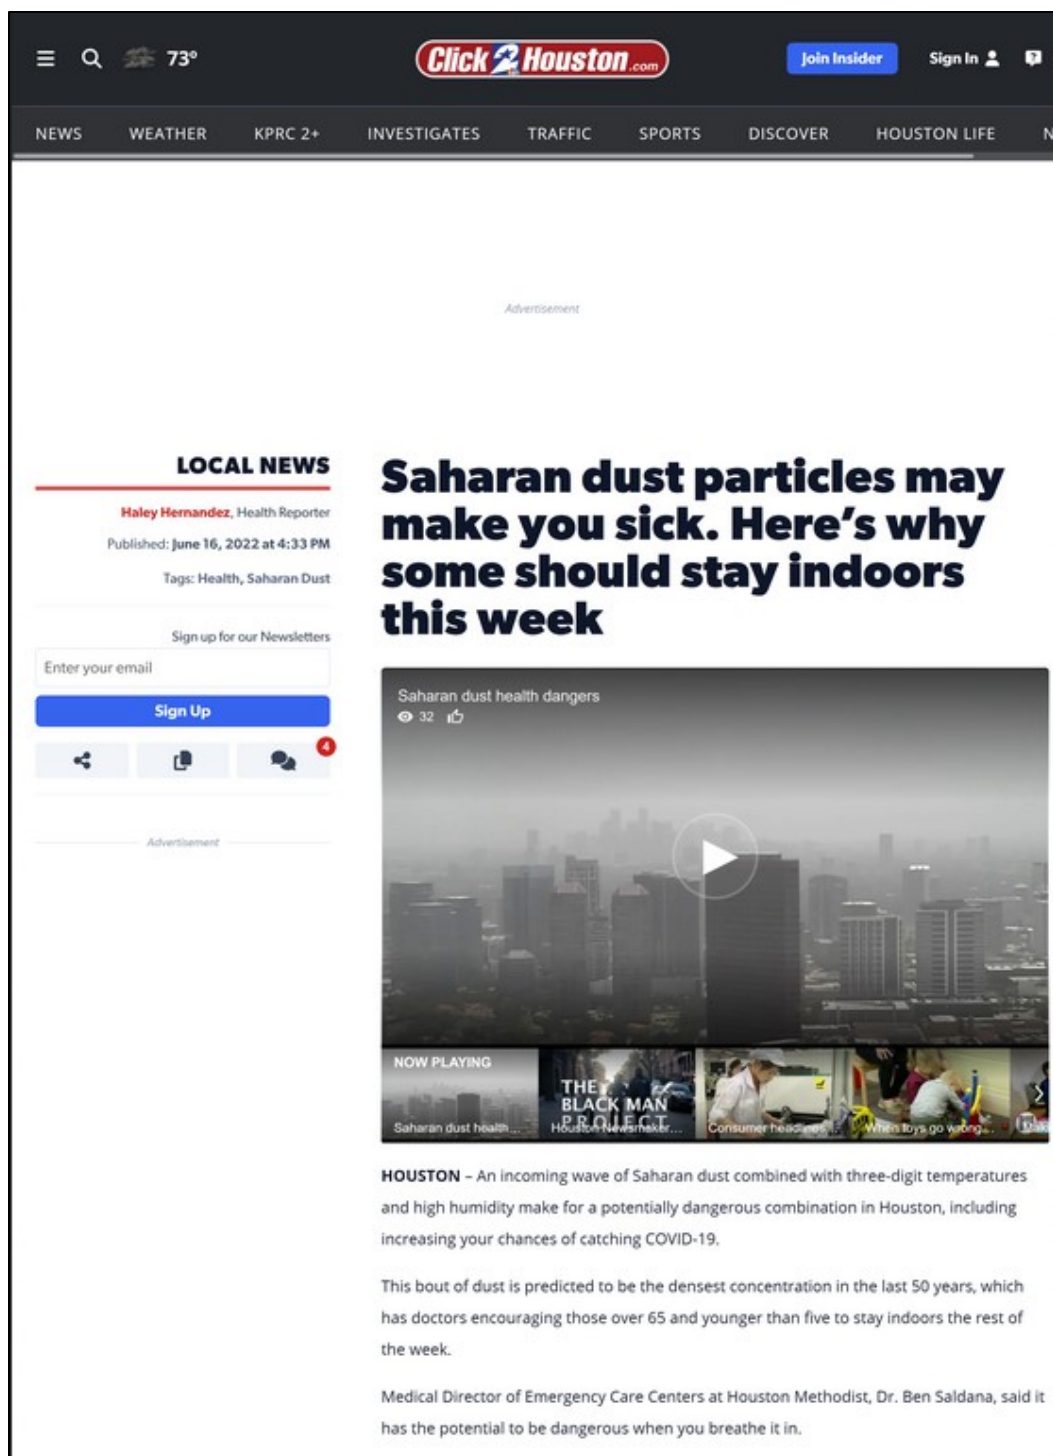 73°
Click 2 Houston.com
Join Insider
Sign In
NEWS WEATHER KPRC 2+ INVESTIGATES TRAFFIC SPORTS DISCOVER HOUSTON LIFE N
Advertisement
LOCAL NEWS
Haley Hernandez, Health Reporter
Published: June 16, 2022 at 4:33 PM
Tags: Health, Saharan Dust
Sign up for our Newsletters
Enter your email
Sign Up
4
Advertisement
Saharan dust particles may
make you sick. Here's why
some should stay indoors
this week
Saharan dust health dangers
32
NOW PLAYING
Saharan dust health...
THE
BLACK MAN
PROJECT
Houston Newsmaker...
Consumer headlines...
When toys go wrong...
HOUSTON – An incoming wave of Saharan dust combined with three-digit temperatures
and high humidity make for a potentially dangerous combination in Houston, including
increasing your chances of catching COVID-19.
This bout of dust is predicted to be the densest concentration in the last 50 years, which
has doctors encouraging those over 65 and younger than five to stay indoors the rest of
the week.
Medical Director of Emergency Care Centers at Houston Methodist, Dr. Ben Saldana, said it
has the potential to be dangerous when you breathe it in.